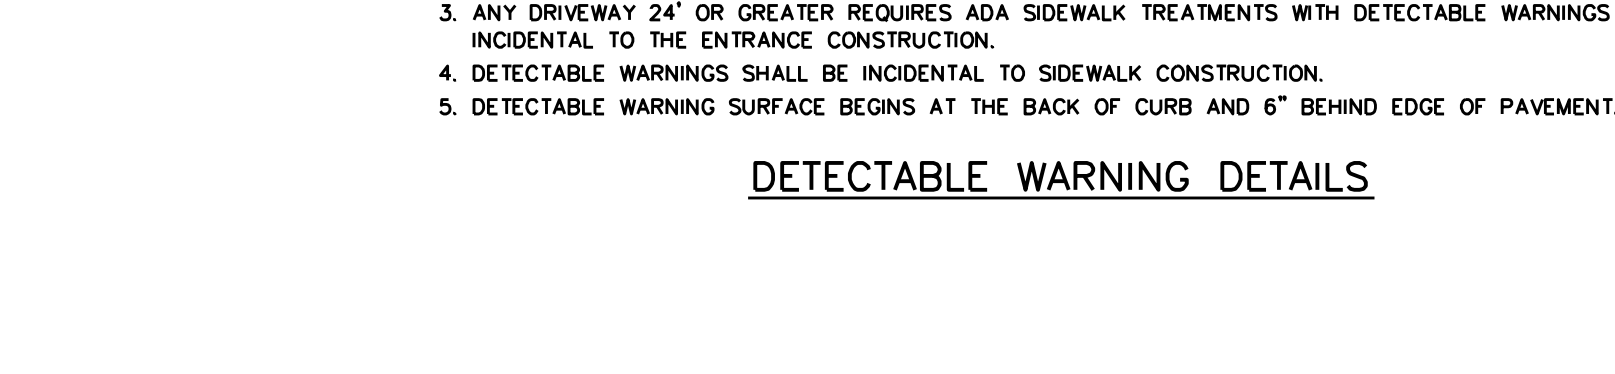 3. ANY DRIVEWAY 24' OR GREATER REQUIRES ADA SIDEWALK TREATMENTS WITH DETECTABLE WARNINGS
INCIDENTAL TO THE ENTRANCE CONSTRUCTION.
4. DETECTABLE WARNINGS SHALL BE INCIDENTAL TO SIDEWALK CONSTRUCTION.
5. DETECTABLE WARNING SURFACE BEGINS AT THE BACK OF CURB AND 6" BEHIND EDGE OF PAVEMENT.
DETECTABLE WARNING DETAILS